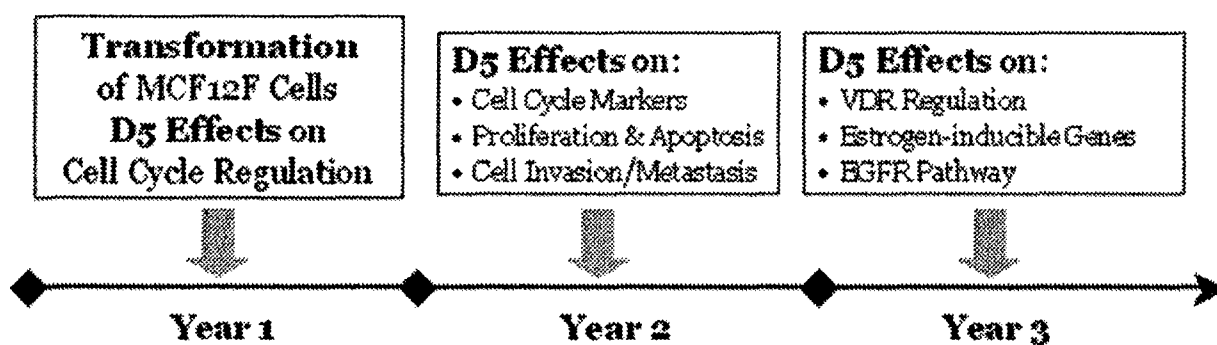 Transformation
of MCF12F Cells
D5 Effects on
Cell Cycle Regulation
D5 Effects on:
• Cell Cycle Markers
• Proliferation & Apoptosis
• Cell Invasion/Metastasis
D5 Effects on:
• VDR Regulation
• Estrogen-inducible Genes
• EGFR Pathway
Year 1
Year 2
Year 3